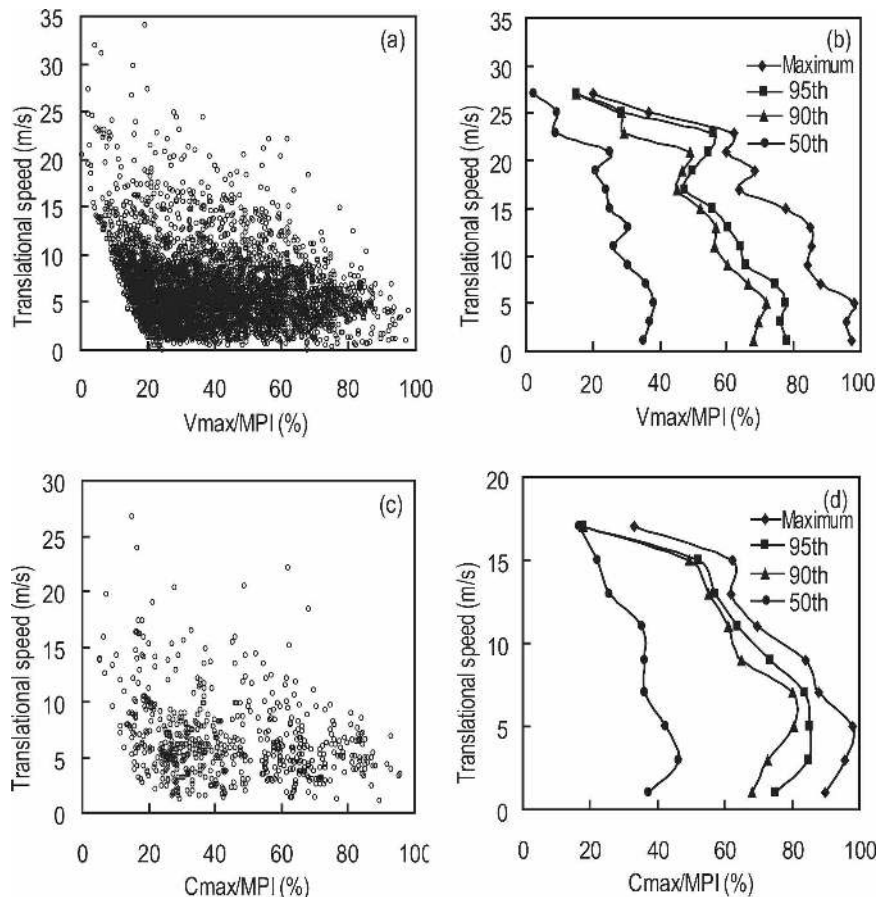 (a)
35
30
25
20
15
10
5
0
Translational speed (m/s)
0 20 40 60 80 100
Vmax/MPI (%)
(b)
Maximum
95th
90th
50th
35
30
25
20
15
10
5
0
Translational speed (m/s)
0 20 40 60 80 100
Vmax/MPI (%)
(c)
30
25
20
15
10
5
0
Translational speed (m/s)
0 20 40 60 80 100
Cmax/MPI (%)
(d)
Maximum
95th
90th
50th
20
15
10
5
0
Translational speed (m/s)
0 20 40 60 80 100
Cmax/MPI (%)